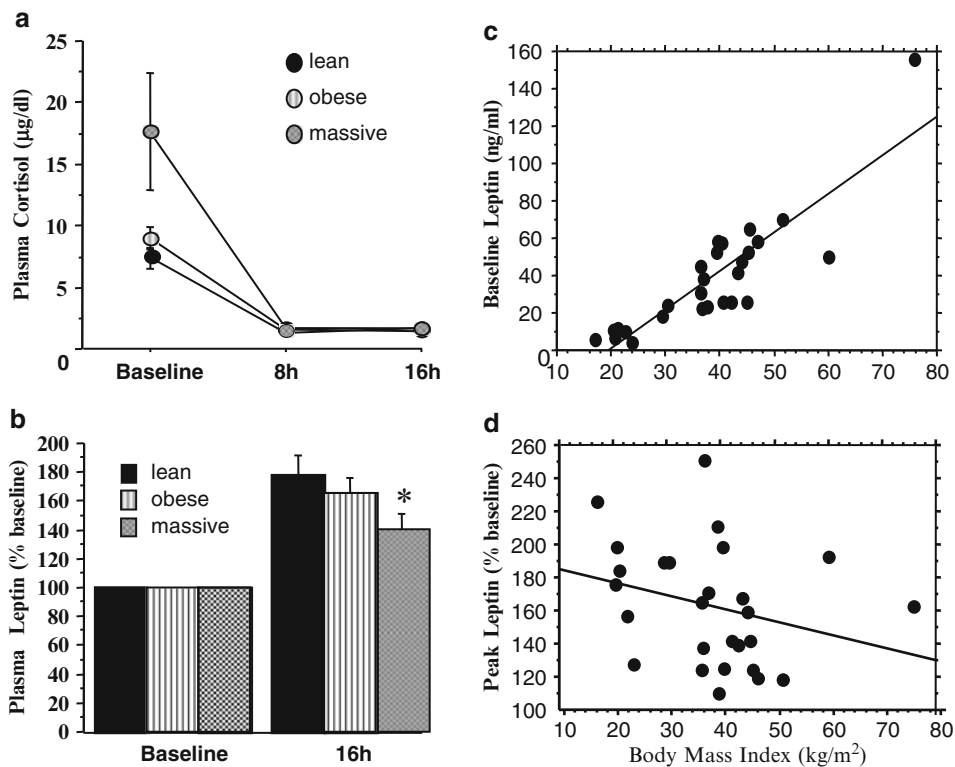 a
Plasma Cortisol (µg/dl)
30
25
20
15
10
5
0
lean
obese
massive
Baseline 8h 16h
b
Plasma Leptin (% baseline)
200
180
160
140
120
100
80
60
40
20
0
lean
obese
massive
*
Baseline 16h
c
Baseline Leptin (ng/ml)
160
140
120
100
80
60
40
20
0
10 20 30 40 50 60 70 80
d
Peak Leptin (% baseline)
260
240
220
200
180
160
140
120
100
10 20 30 40 50 60 70 80
Body Mass Index (kg/m²)